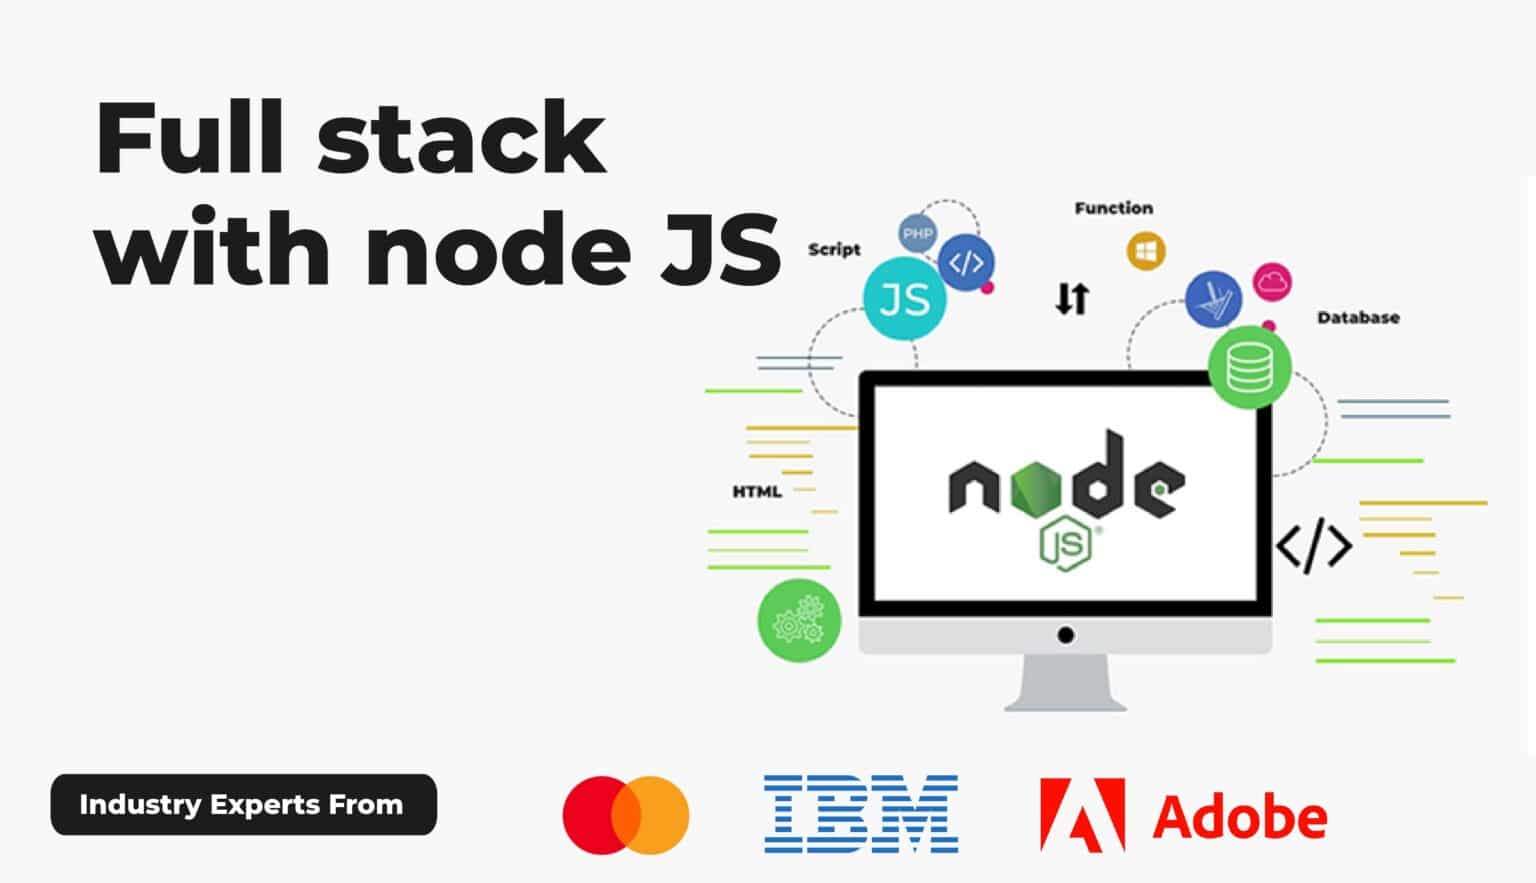 Full stack
with node JS
Function
PHP
Script
</>
JS
Database
node
JS®
HTML
</>
Industry Experts From
IBM
Adobe